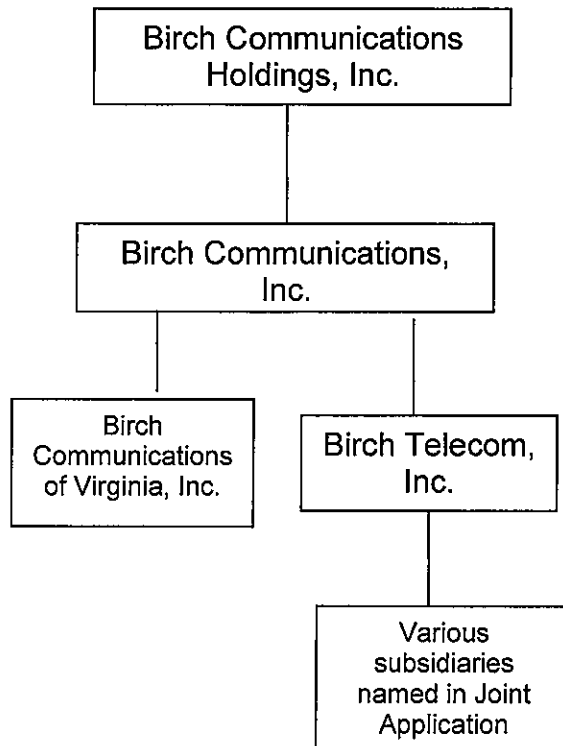 Birch Communications
Holdings, Inc.
Birch Communications,
Inc.
Birch
Communications
of Virginia, Inc.
Birch Telecom,
Inc.
Various
subsidiaries
named in Joint
Application